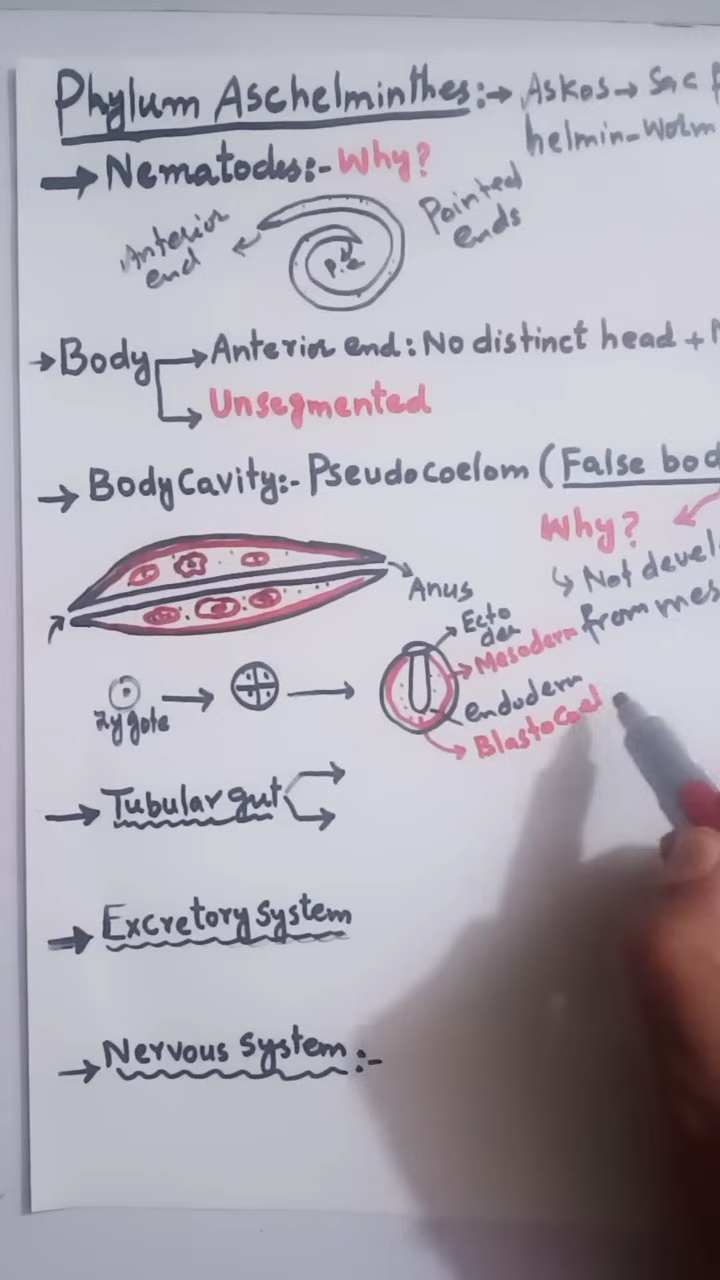 Phylum Aschelminthes:→ Askos→ Sac
helmin-Worm
→ Nematodes:- Why?
Anterior
end
Pointed
ends
P.e
→ Body → Anterior end: No distinct head +
→ Unsegmented
→ Body Cavity:- Pseudocoelom (False bod
Why?
↳ Not devel
from mes
Anus
Ecto
der
Mesoderm
endoderm
Blastocoel
zygote
→ Tubular gut
→ Excretory system
→ Nervous system:-